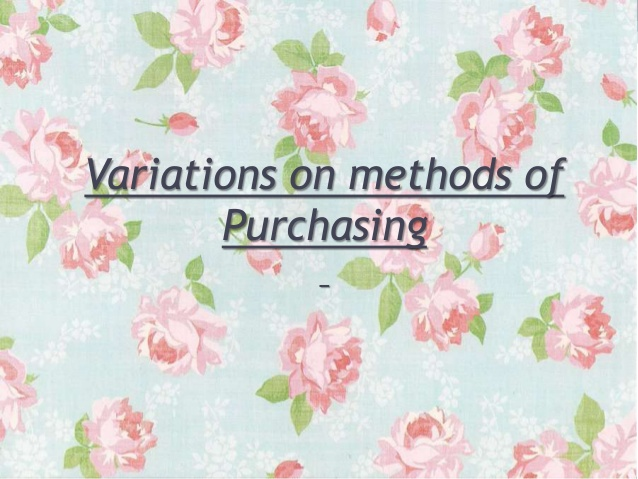 Variations on methods of
Purchasing
-